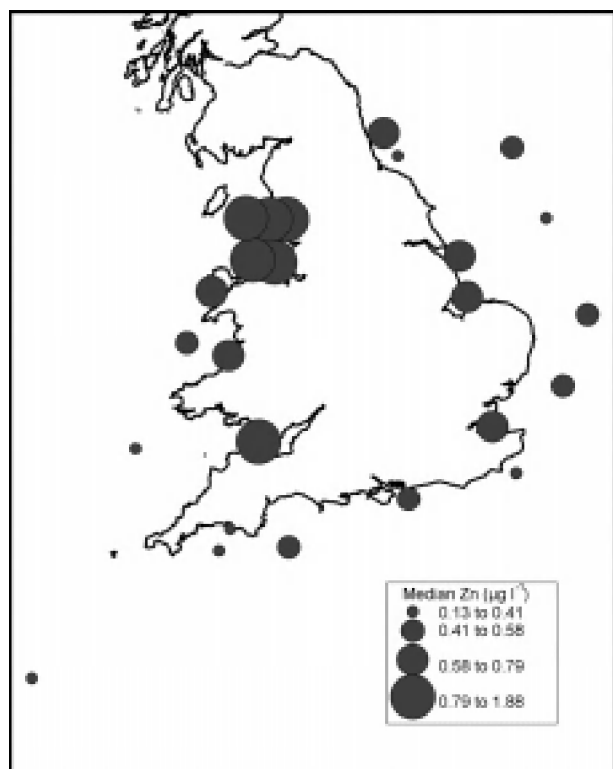 Median Zn (µg l⁻¹)
0.13 to 0.41
0.41 to 0.58
0.58 to 0.79
0.79 to 1.88